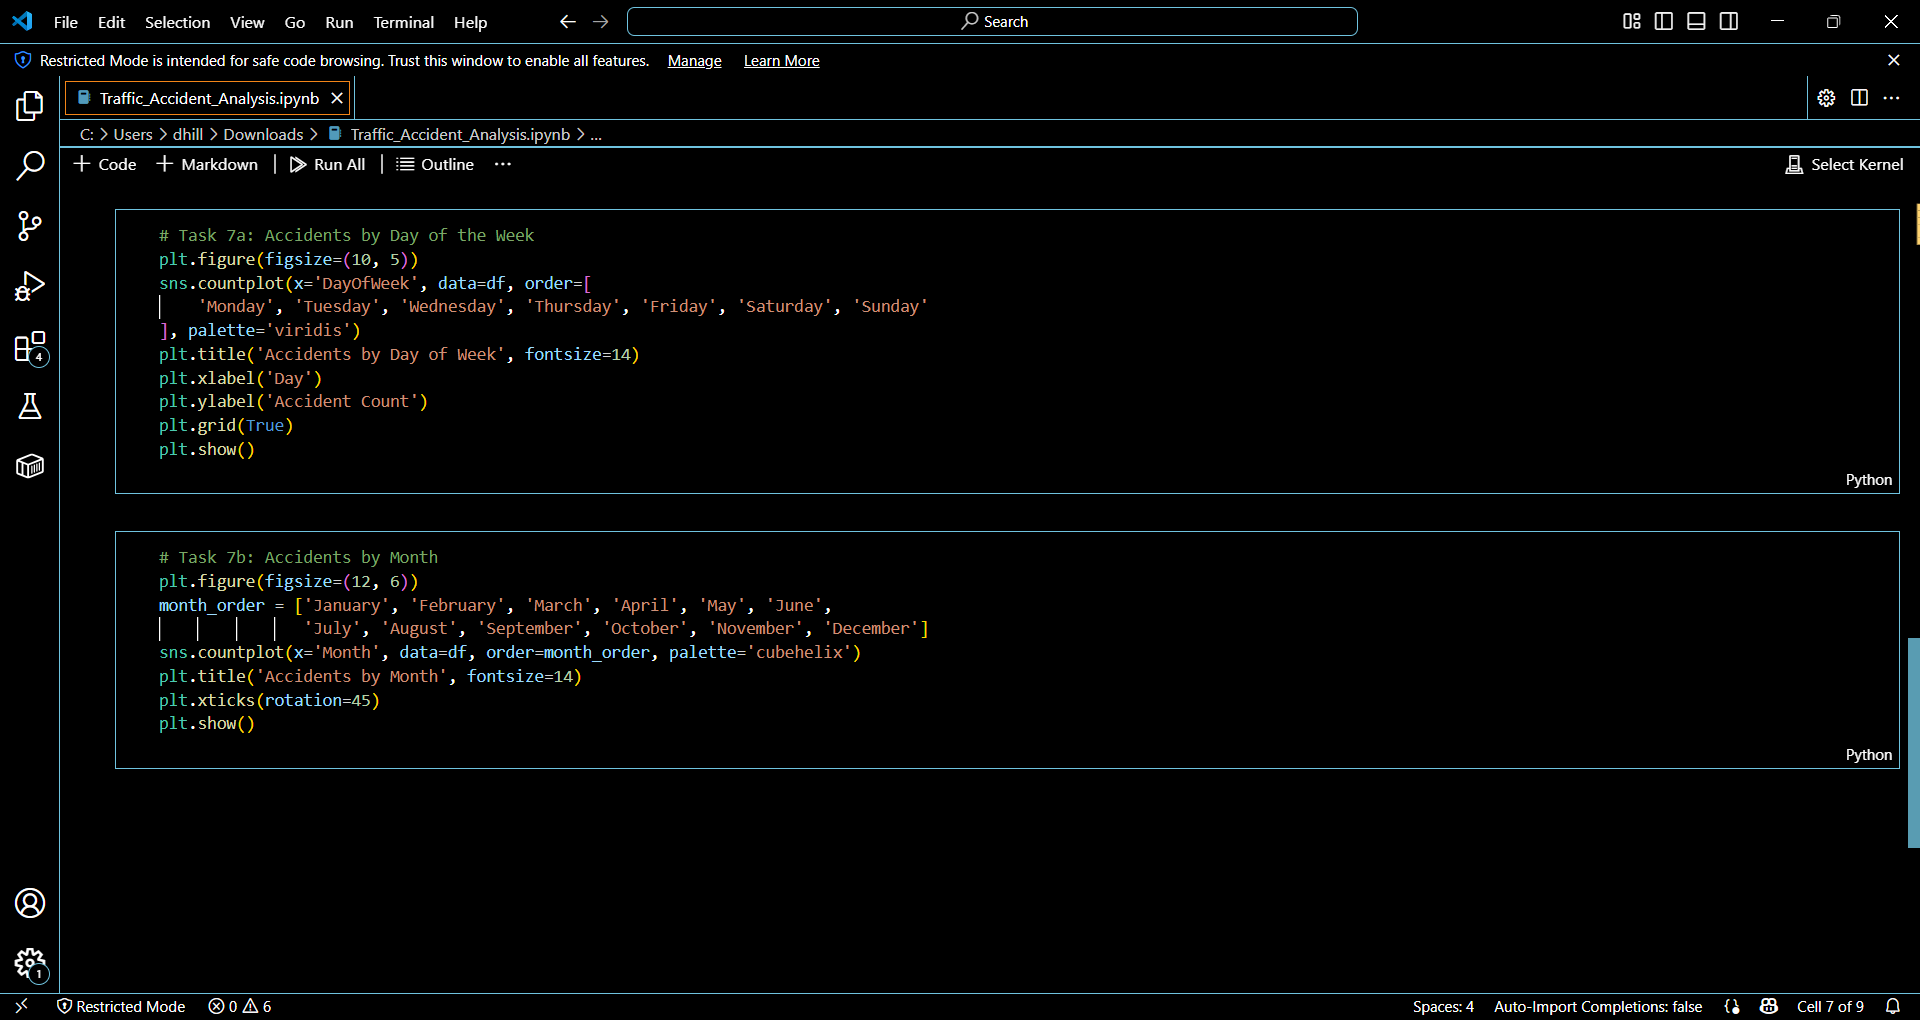 File Edit Selection View Go Run Terminal Help
Search
Restricted Mode is intended for safe code browsing. Trust this window to enable all features. Manage Learn More
Traffic_Accident_Analysis.ipynb
C: > Users > dhill > Downloads > Traffic_Accident_Analysis.ipynb > ...
+ Code + Markdown | Run All | Outline ...
Select Kernel
# Task 7a: Accidents by Day of the Week
plt.figure(figsize=(10, 5))
sns.countplot(x='DayOfWeek', data=df, order=[
    'Monday', 'Tuesday', 'Wednesday', 'Thursday', 'Friday', 'Saturday', 'Sunday'
], palette='viridis')
plt.title('Accidents by Day of Week', fontsize=14)
plt.xlabel('Day')
plt.ylabel('Accident Count')
plt.grid(True)
plt.show()
Python
# Task 7b: Accidents by Month
plt.figure(figsize=(12, 6))
month_order = ['January', 'February', 'March', 'April', 'May', 'June',
               'July', 'August', 'September', 'October', 'November', 'December']
sns.countplot(x='Month', data=df, order=month_order, palette='cubehelix')
plt.title('Accidents by Month', fontsize=14)
plt.xticks(rotation=45)
plt.show()
Python
4
1
Restricted Mode 0 6
Spaces: 4 Auto-Import Completions: false Cell 7 of 9